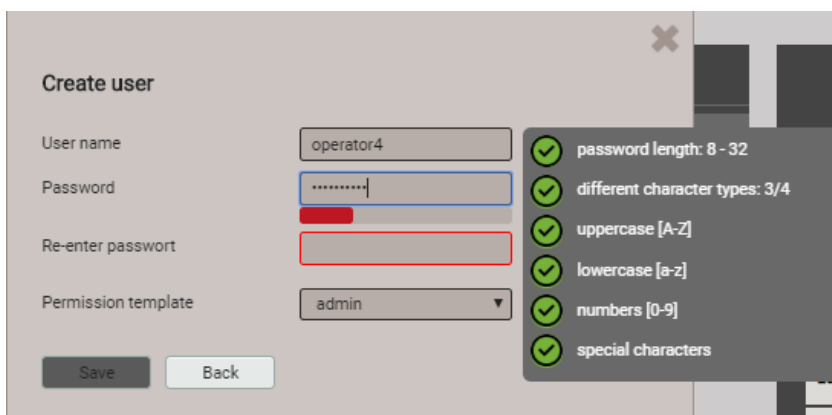 Create user
User name
operator4
Password
••••••••••
Re-enter passwort
Permission template
admin
Save
Back
password length: 8 - 32
different character types: 3/4
uppercase [A-Z]
lowercase [a-z]
numbers [0-9]
special characters